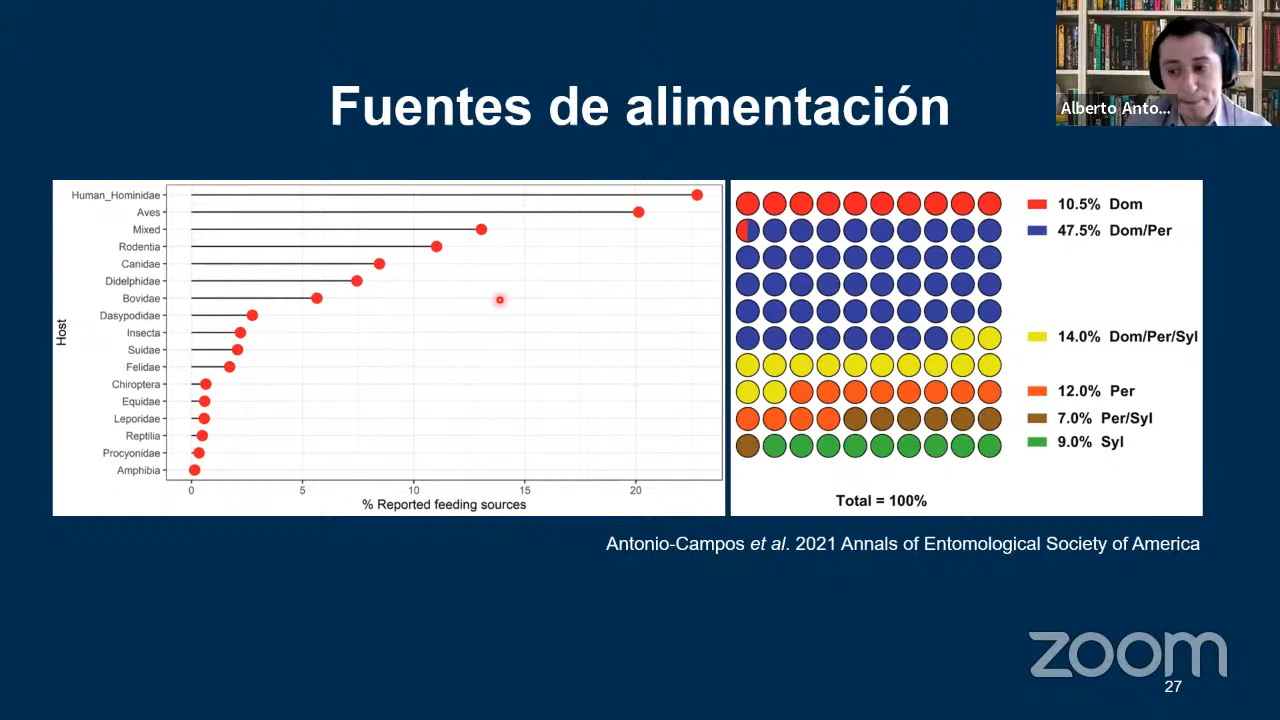 Alberto Anto...
Fuentes de alimentación
Host
Human_Hominidae
Aves
Mixed
Rodentia
Canidae
Didelphidae
Bovidae
Dasypodidae
Insecta
Suidae
Felidae
Chiroptera
Equidae
Leporidae
Reptilia
Procyonidae
Amphibia
0 5 10 15 20
% Reported feeding sources
10.5% Dom
47.5% Dom/Per
14.0% Dom/Per/Syl
12.0% Per
7.0% Per/Syl
9.0% Syl
Total = 100%
Antonio-Campos et al. 2021 Annals of Entomological Society of America
zoom
27